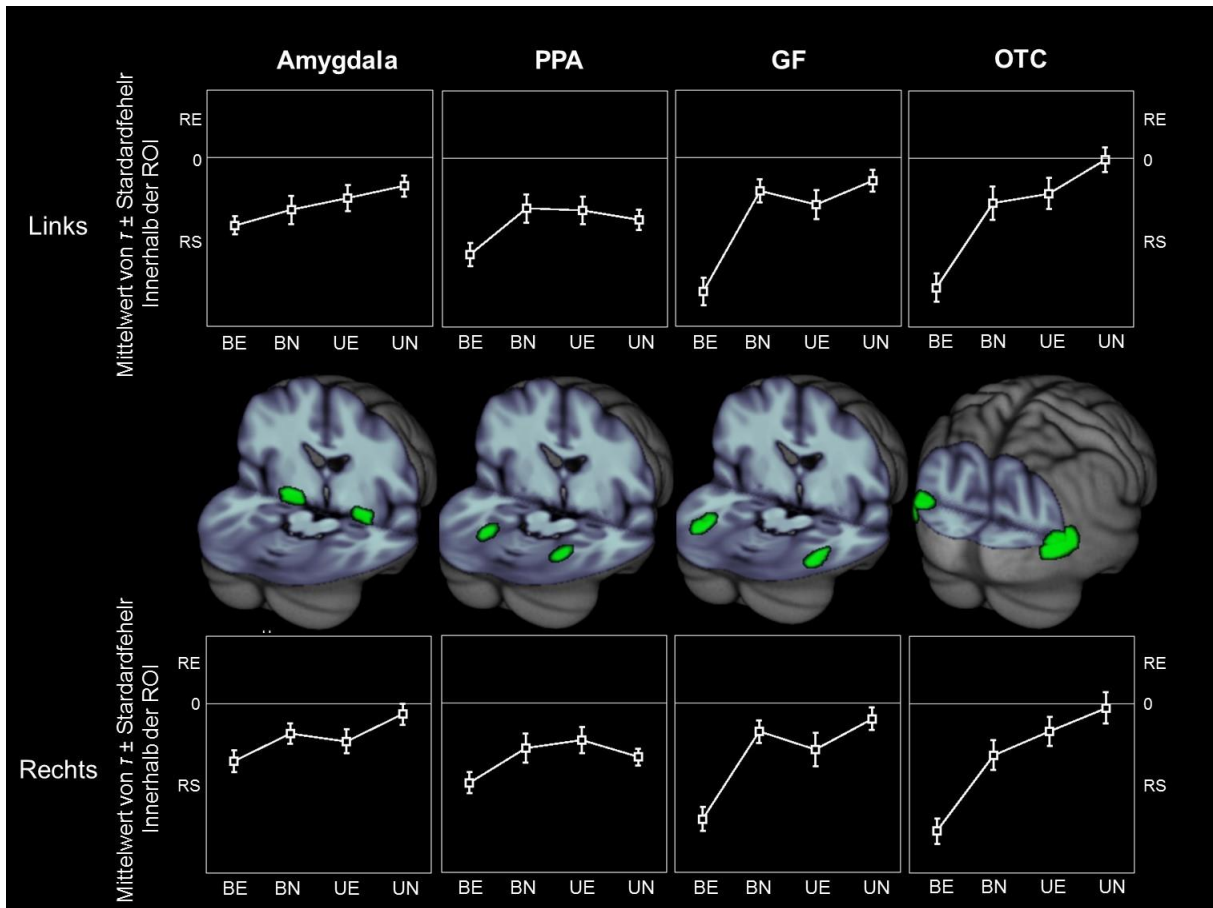 Amygdala PPA GF OTC
Links
Mittelwert von τ ± Stardardfehelr
Innerhalb der ROI
RE
0
RS
RE
0
RS
BE BN UE UN BE BN UE UN BE BN UE UN BE BN UE UN
Rechts
Mittelwert von τ ± Stardardfehelr
Innerhalb der ROI
RE
0
RS
RE
0
RS
BE BN UE UN BE BN UE UN BE BN UE UN BE BN UE UN